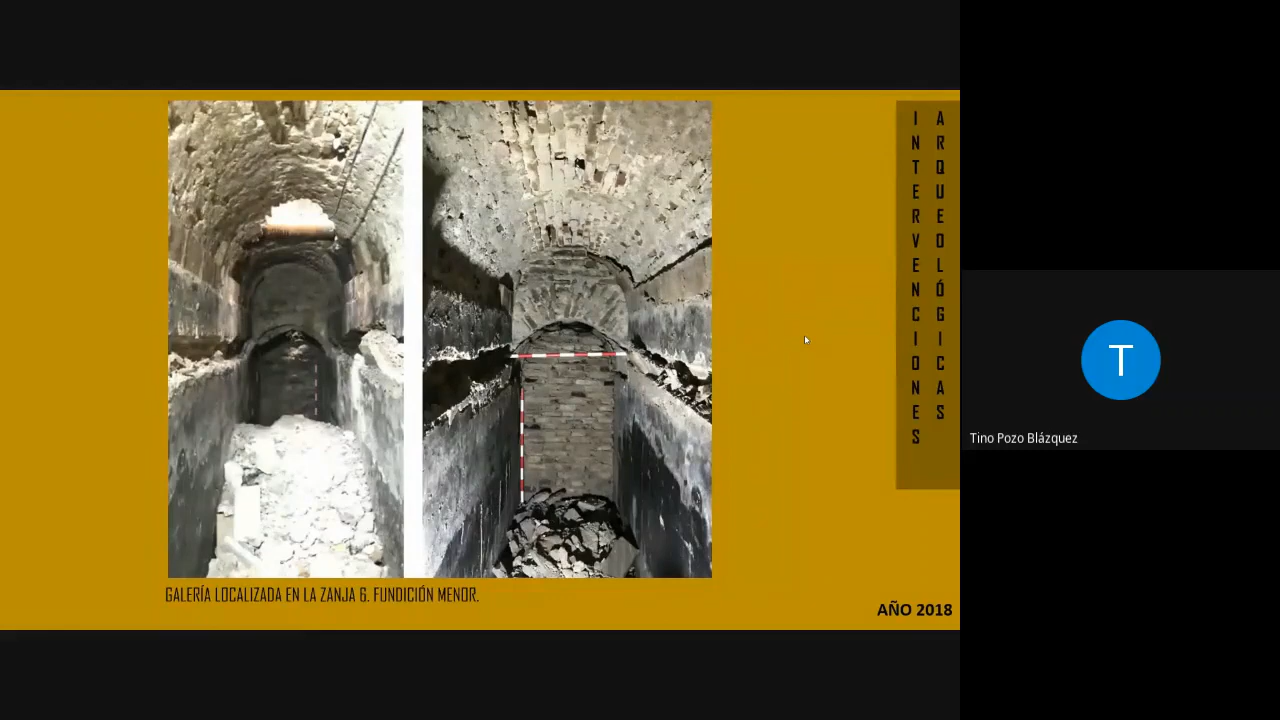 INTERVENCIONES
ARQUEOLÓGICAS
T
Tino Pozo Blázquez
GALERÍA LOCALIZADA EN LA ZANJA 6. FUNDICIÓN MENOR.
AÑO 2018